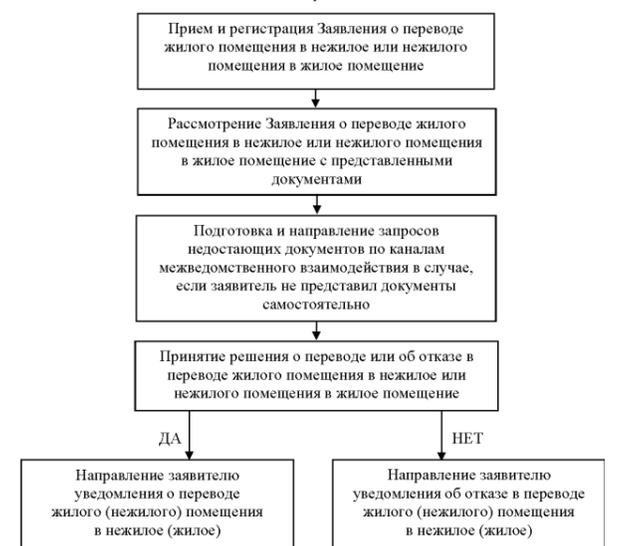 Прием и регистрация Заявления о переводе
жилого помещения в нежилое или нежилого
помещения в жилое помещение
Рассмотрение Заявления о переводе жилого
помещения в нежилое или нежилого помещения
в жилое помещение с представленными
документами
Подготовка и направление запросов
недостающих документов по каналам
межведомственного взаимодействия в случае,
если заявитель не представил документы
самостоятельно
Принятие решения о переводе или об отказе в
переводе жилого помещения в нежилое или
нежилого помещения в жилое помещение
ДА
НЕТ
Направление заявителю
уведомления о переводе
жилого (нежилого) помещения
в нежилое (жилое)
Направление заявителю
уведомления об отказе в переводе
жилого (нежилого) помещения
в нежилое (жилое)